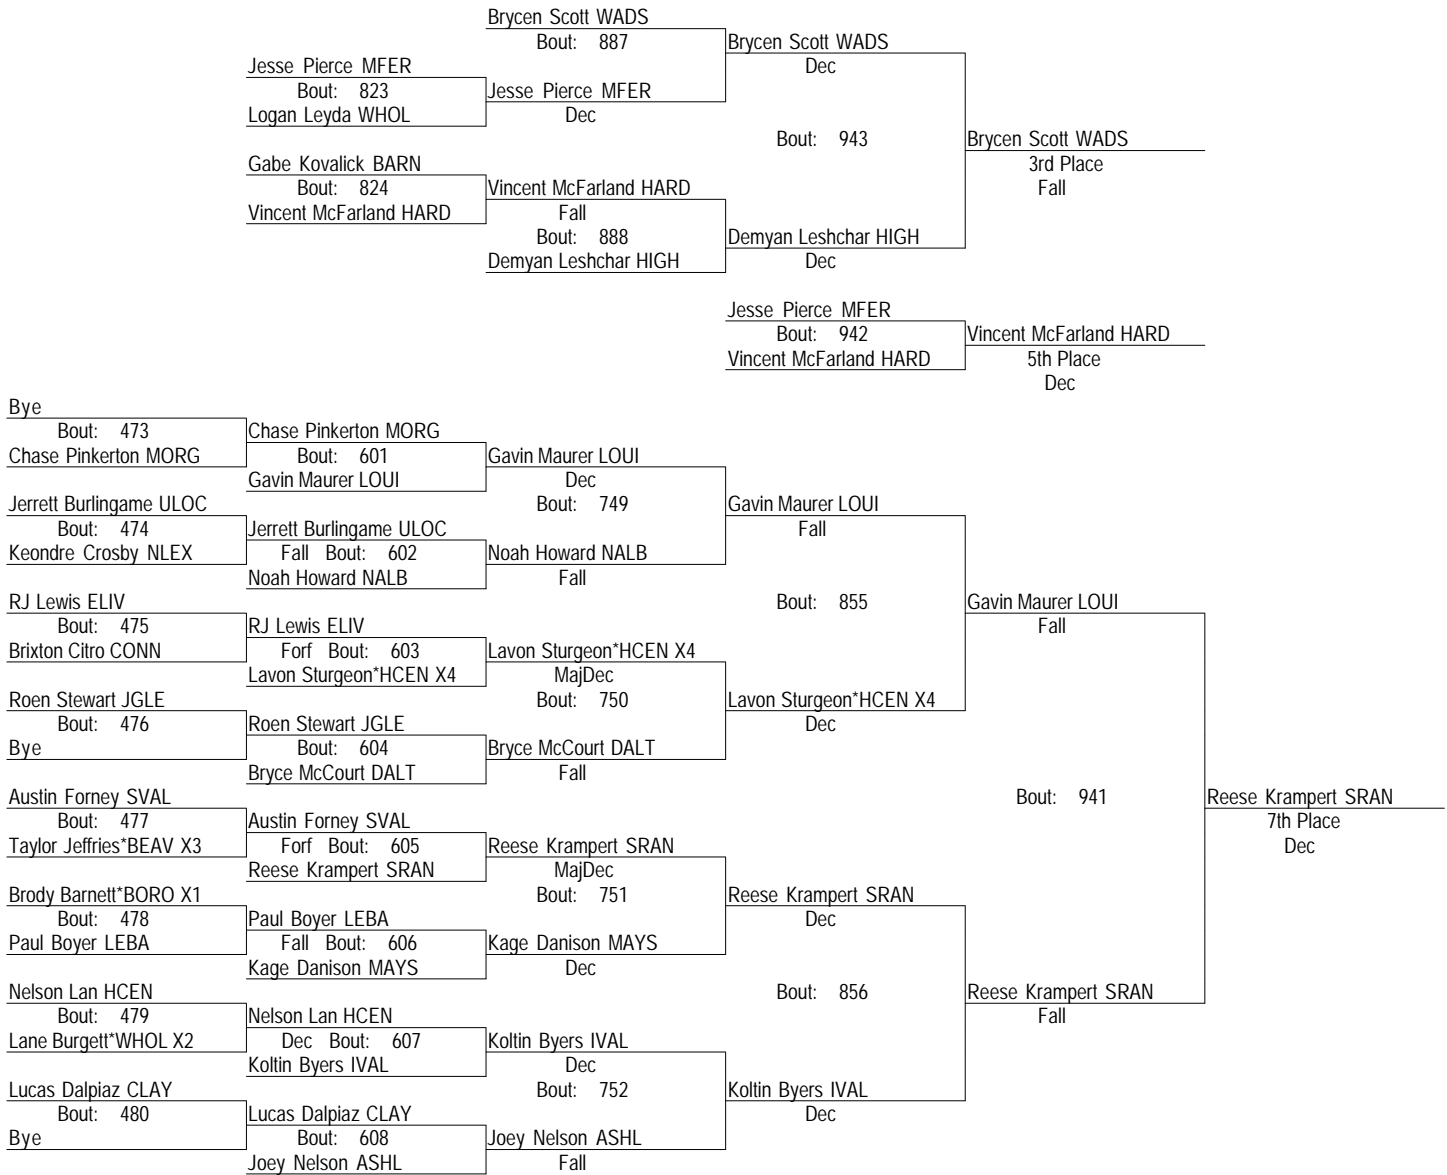 Brycen Scott WADS
Bout: 887
Brycen Scott WADS
Dec
Jesse Pierce MFER
Bout: 823
Jesse Pierce MFER
Logan Leyda WHOL
Dec
Bout: 943
Brycen Scott WADS
3rd Place
Fall
Gabe Kovalick BARN
Bout: 824
Vincent McFarland HARD
Vincent McFarland HARD
Fall
Bout: 888
Demyan Leshchar HIGH
Demyan Leshchar HIGH
Dec
Jesse Pierce MFER
Bout: 942
Vincent McFarland HARD
Vincent McFarland HARD
5th Place
Dec
Bye
Bout: 473
Chase Pinkerton MORG
Chase Pinkerton MORG
Bout: 601
Gavin Maurer LOUI
Gavin Maurer LOUI
Dec
Bout: 749
Gavin Maurer LOUI
Fall
Jerrett Burlingame ULOC
Bout: 474
Jerrett Burlingame ULOC
Keondre Crosby NLEX
Fall Bout: 602
Noah Howard NALB
Noah Howard NALB
Fall
Bout: 855
Gavin Maurer LOUI
Fall
RJ Lewis ELIV
Bout: 475
RJ Lewis ELIV
Brixton Citro CONN
Forf Bout: 603
Lavon Sturgeon*HCEN X4
Lavon Sturgeon*HCEN X4
MajDec
Bout: 750
Lavon Sturgeon*HCEN X4
Dec
Roen Stewart JGLE
Bout: 476
Roen Stewart JGLE
Bye
Bout: 604
Bryce McCourt DALT
Bryce McCourt DALT
Fall
Bout: 941
Reese Krampert SRAN
7th Place
Dec
Austin Forney SVAL
Bout: 477
Austin Forney SVAL
Taylor Jeffries*BEAV X3
Forf Bout: 605
Reese Krampert SRAN
Reese Krampert SRAN
MajDec
Bout: 751
Reese Krampert SRAN
Dec
Brody Barnett*BORO X1
Bout: 478
Paul Boyer LEBA
Paul Boyer LEBA
Fall Bout: 606
Kage Danison MAYS
Kage Danison MAYS
Dec
Bout: 856
Reese Krampert SRAN
Fall
Nelson Lan HCEN
Bout: 479
Nelson Lan HCEN
Lane Burgett*WHOL X2
Dec Bout: 607
Koltin Byers IVAL
Koltin Byers IVAL
Dec
Bout: 752
Koltin Byers IVAL
Dec
Lucas Dalpiaz CLAY
Bout: 480
Lucas Dalpiaz CLAY
Bye
Bout: 608
Joey Nelson ASHL
Joey Nelson ASHL
Fall